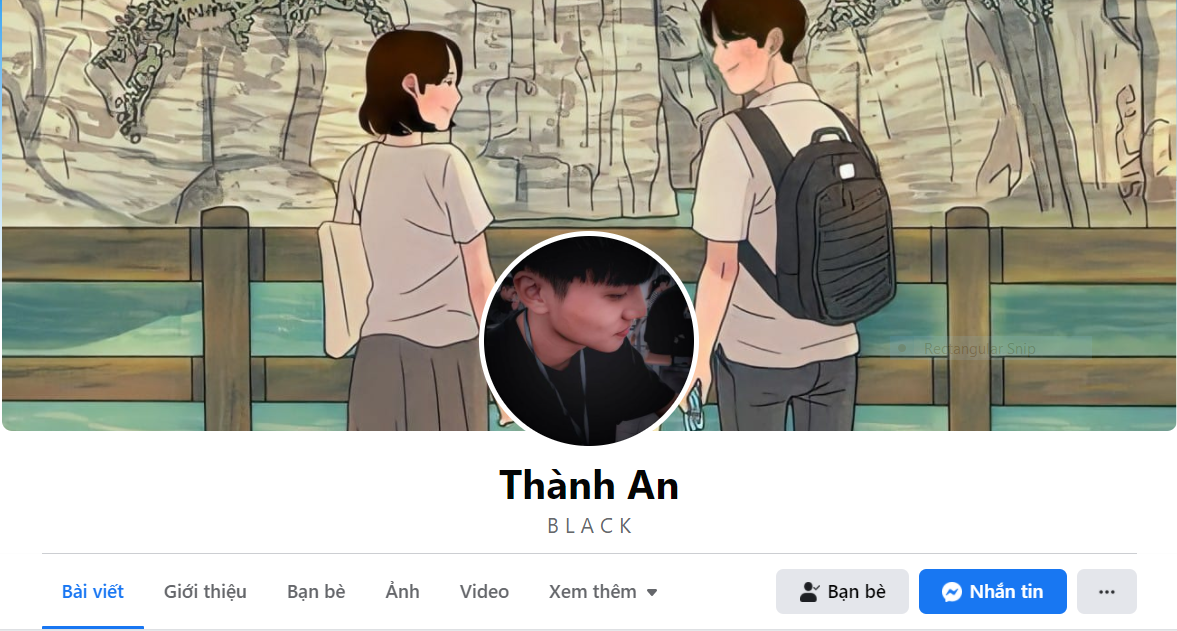 Rectangular Snip
Thành An
BLACK
Bài viết Giới thiệu Bạn bè Ảnh Video Xem thêm Bạn bè Nhắn tin